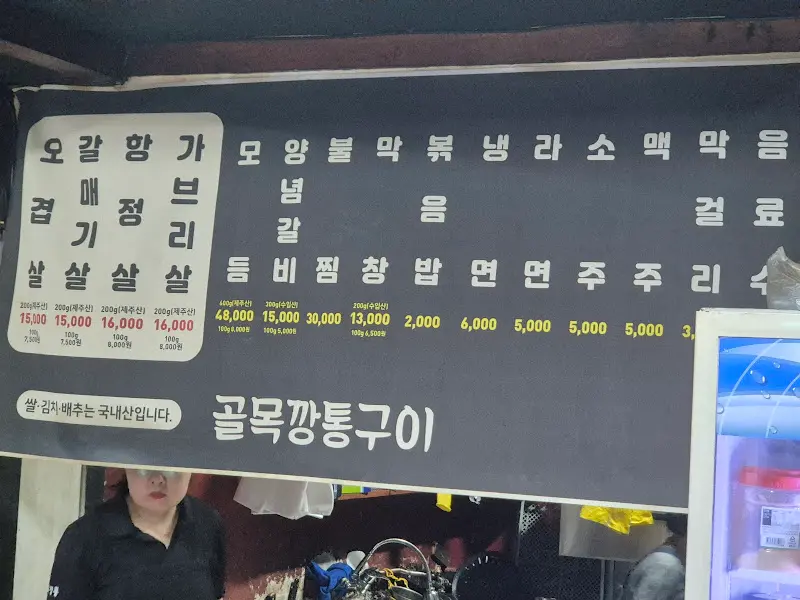 오겹살
200g(제주산)
15,000
100g
7,500원
갈매기살
200g(제주산)
15,000
100g
7,500원
항정살
200g(제주산)
16,000
100g
8,000원
가브리살
200g(제주산)
16,000
100g
8,000원
모듬
600g(제주산)
48,000
100g 8,000원
양념갈비
300g(수입산)
15,000
100g 5,000원
불찜
30,000
막창
200g(수입산)
13,000
100g 6,500원
볶음밥
2,000
냉면
6,000
라면
5,000
소주
5,000
맥주
5,000
막걸리
3,
음료
쌀·김치·배추는 국내산입니다.
골목깡통구이